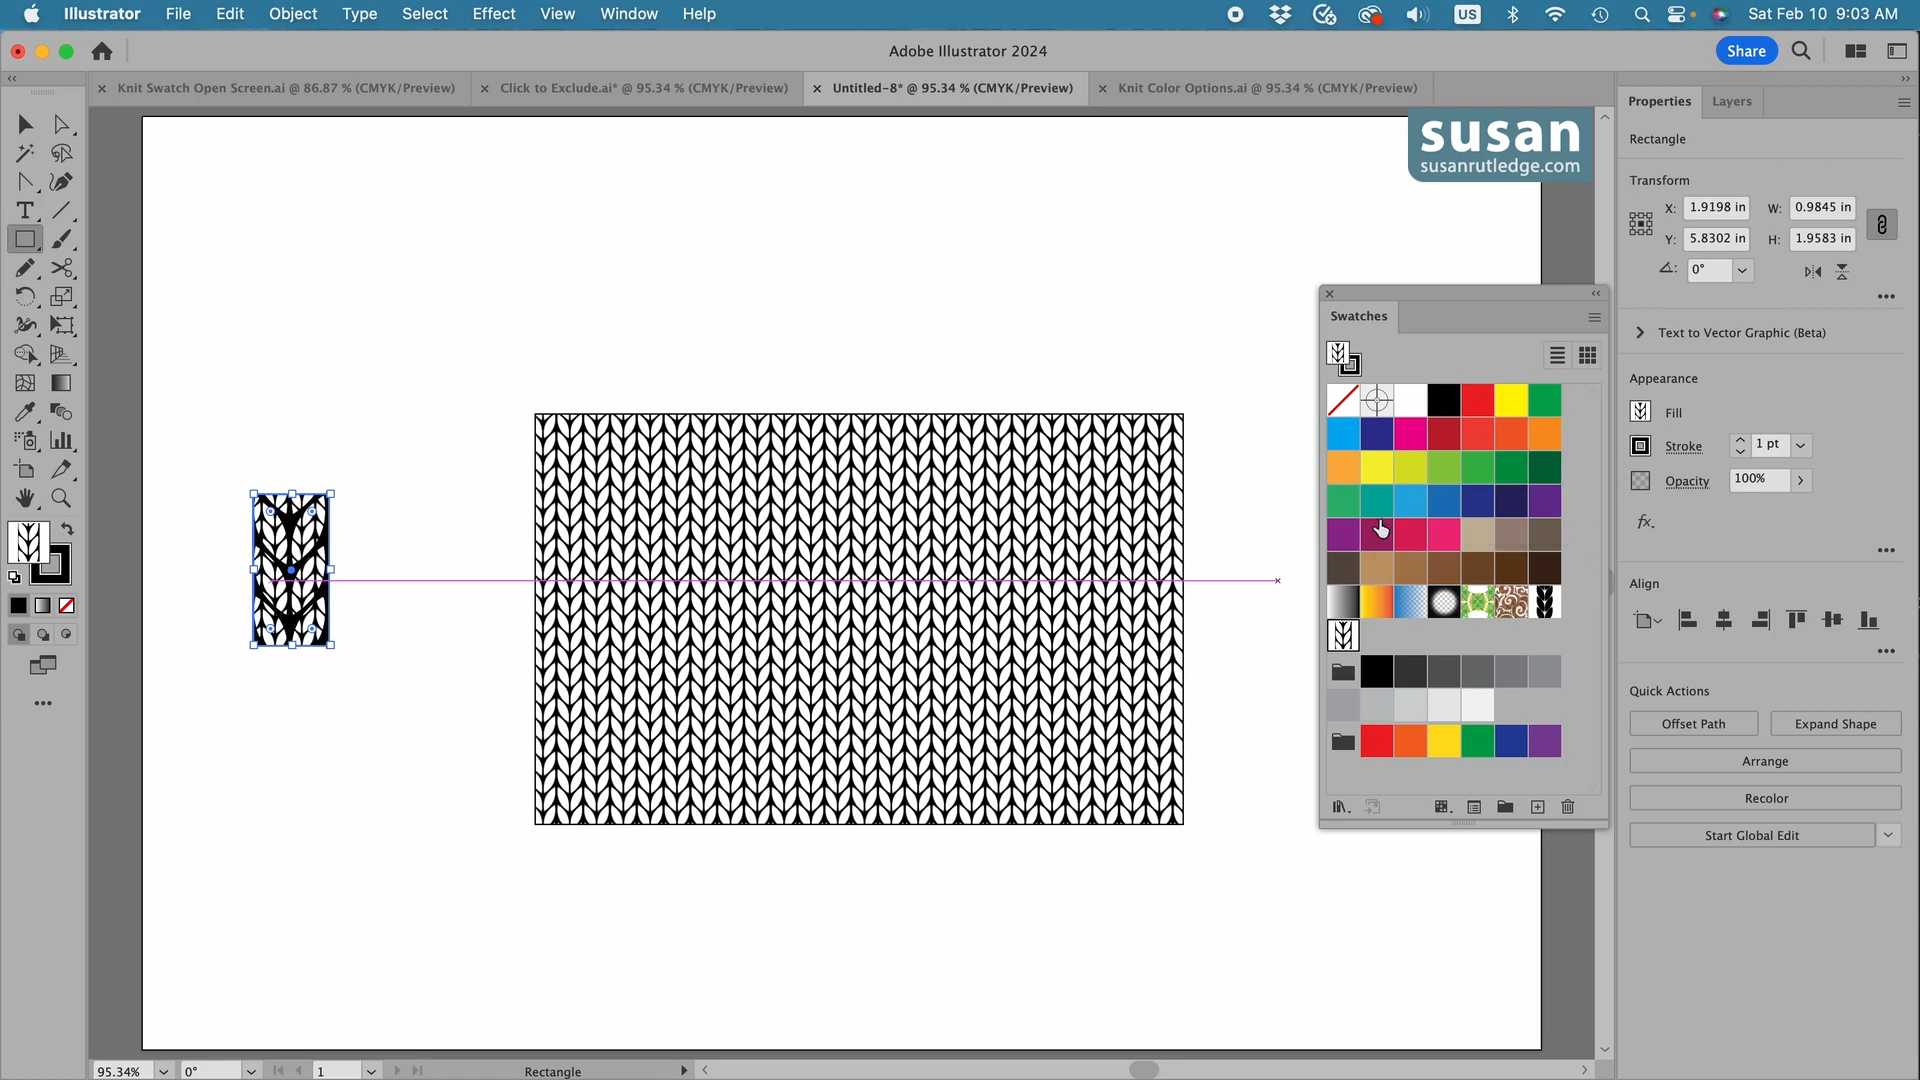 Illustrator File Edit Object Type Select Effect View Window Help US Sat Feb 10 9:03 AM
Adobe Illustrator 2024 Share
Knit Swatch Open Screen.ai @ 86.87 % (CMYK/Preview) Click to Exclude.ai* @ 95.34 % (CMYK/Preview) Untitled-8* @ 95.34 % (CMYK/Preview) Knit Color Options.ai @ 95.34 % (CMYK/Preview)
Properties Layers
susan
susanrutledge.com
Rectangle
Transform
X: 1.9198 in W: 0.9845 in
Y: 5.8302 in H: 1.9583 in
0°
Swatches
Text to Vector Graphic (Beta)
Appearance
Fill
Stroke 1 pt
Opacity 100%
fx.
Align
Quick Actions
Offset Path Expand Shape
Arrange
Recolor
Start Global Edit
95.34% 0° 1 Rectangle